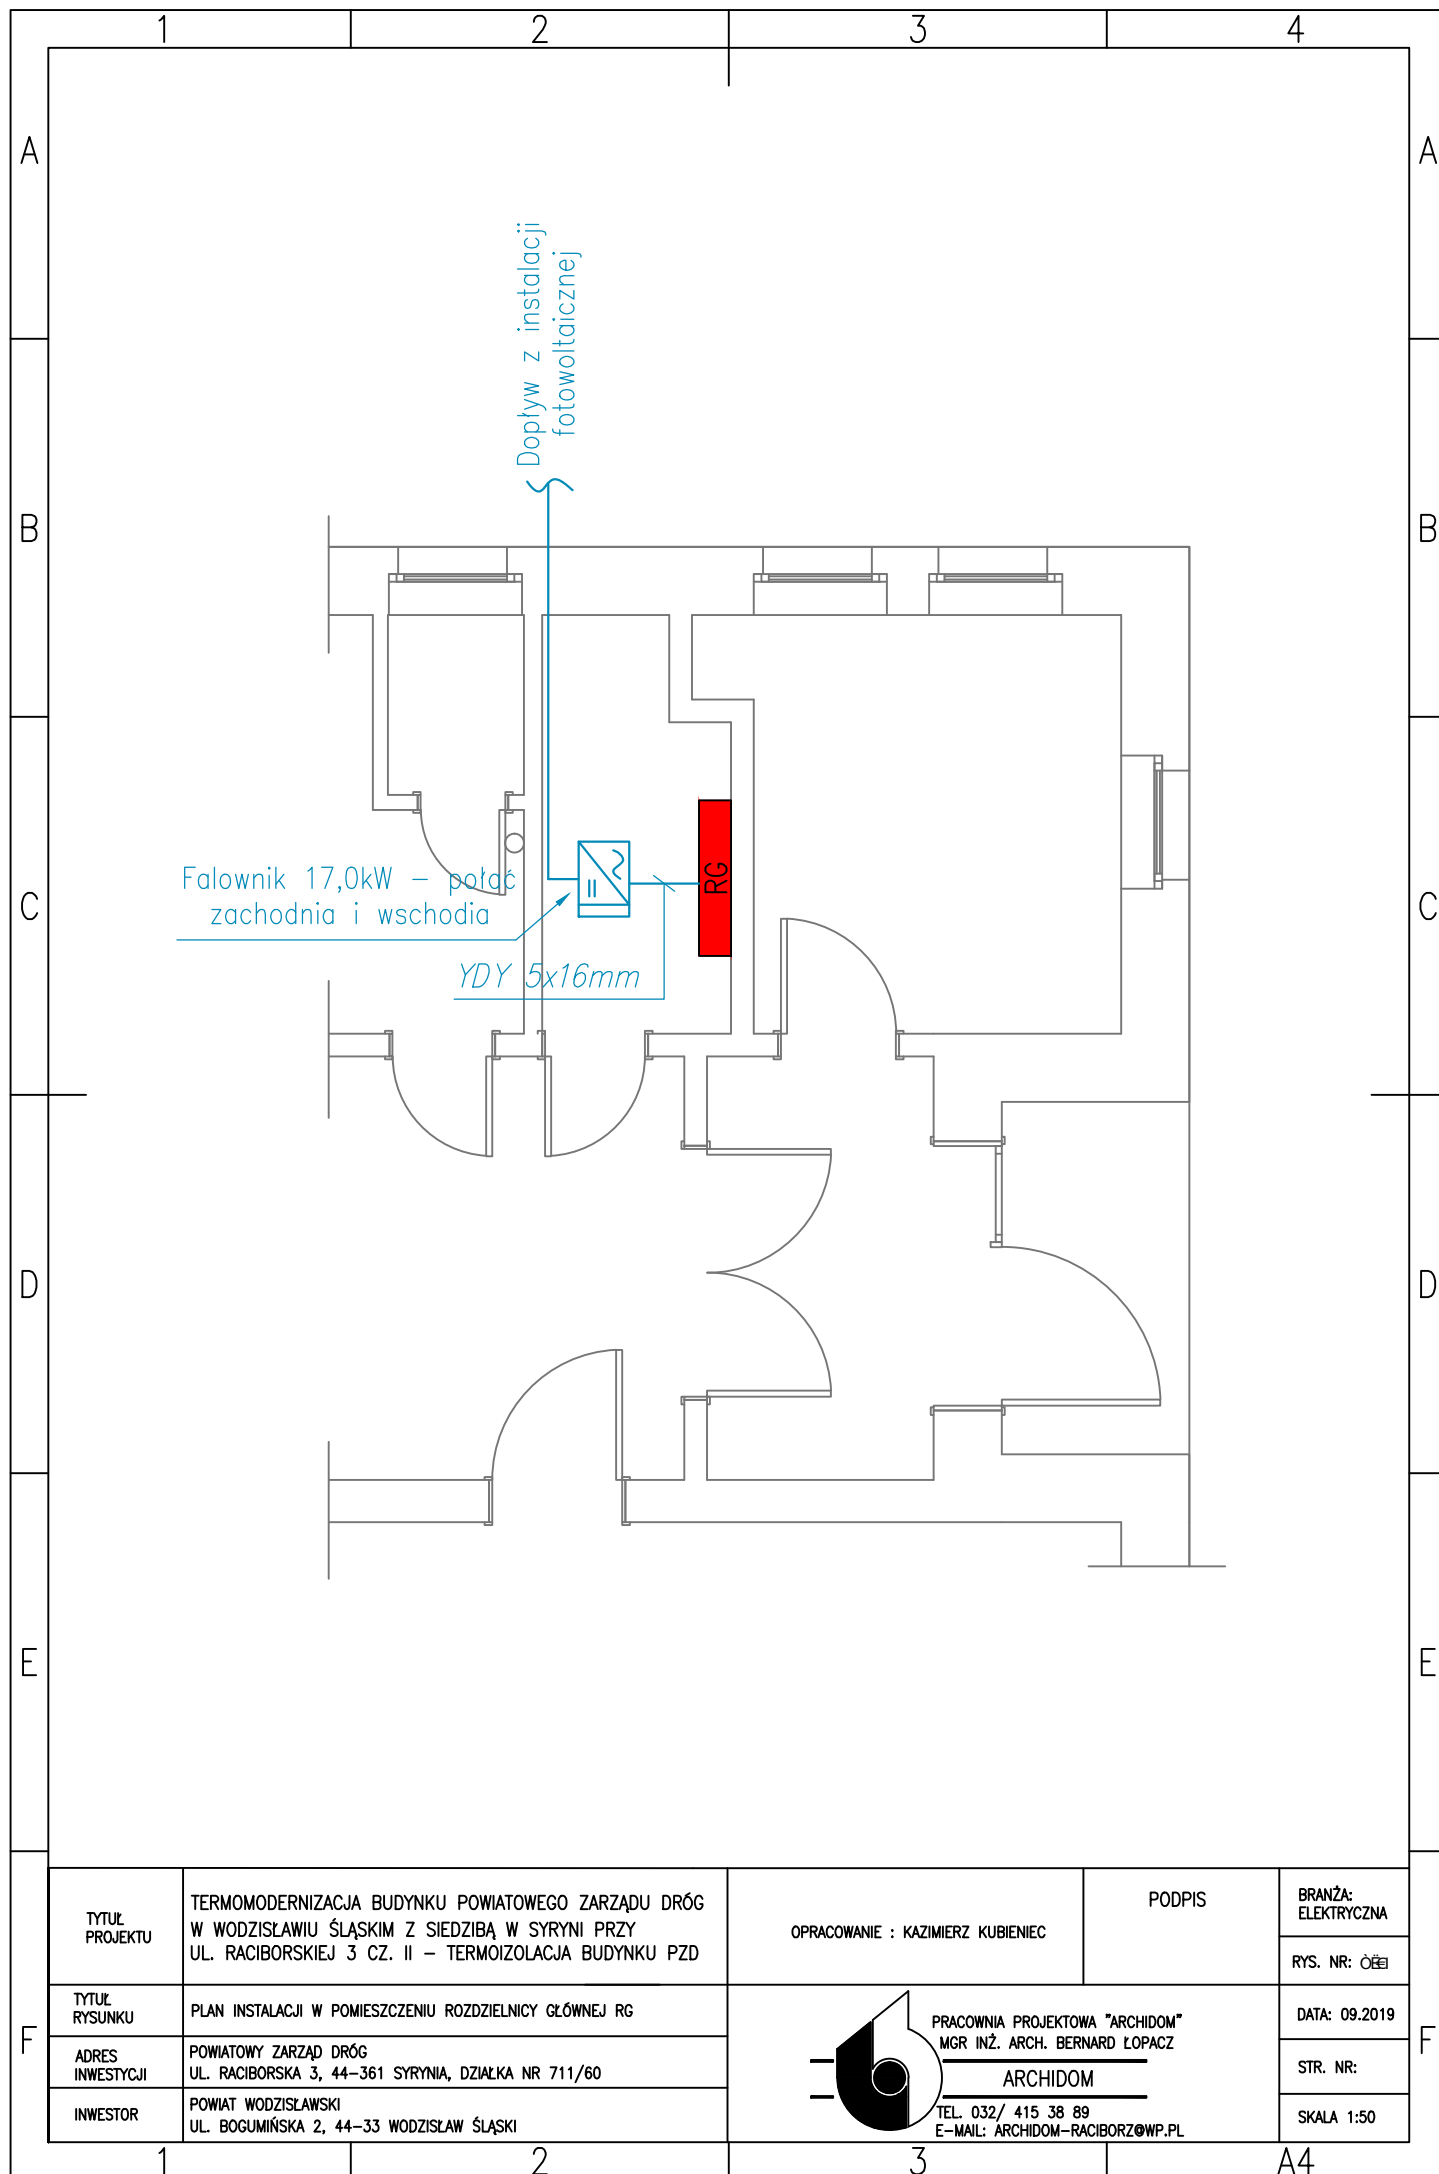 1 2 3 4
A A
B B
C C
D D
E E
F F
Dopływ z instalacji
fotowoltaicznej
Falownik 17,0kW – połać
zachodnia i wschodia
YDY 5x16mm
RG
TYTUŁ
PROJEKTU
TERMOMODERNIZACJA BUDYNKU POWIATOWEGO ZARZĄDU DRÓG
W WODZISŁAWIU ŚLĄSKIM Z SIEDZIBĄ W SYRYNI PRZY
UL. RACIBORSKIEJ 3 CZ. II – TERMOIZOLACJA BUDYNKU PZD
OPRACOWANIE : KAZIMIERZ KUBIENIEC
PODPIS
BRANŻA:
ELEKTRYCZNA
RYS. NR:
TYTUŁ
RYSUNKU
PLAN INSTALACJI W POMIESZCZENIU ROZDZIELNICY GŁÓWNEJ RG
ADRES
INWESTYCJI
POWIATOWY ZARZĄD DRÓG
UL. RACIBORSKA 3, 44–361 SYRYNIA, DZIAŁKA NR 711/60
INWESTOR
POWIAT WODZISŁAWSKI
UL. BOGUMIŃSKA 2, 44–33 WODZISŁAW ŚLĄSKI
PRACOWNIA PROJEKTOWA "ARCHIDOM"
MGR INŻ. ARCH. BERNARD ŁOPACZ
ARCHIDOM
TEL. 032/ 415 38 89
E–MAIL: ARCHIDOM–RACIBORZ@WP.PL
DATA: 09.2019
STR. NR:
SKALA 1:50
1 2 3 A4